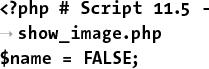 <?php # Script 11.5 -
→ show_image.php
$name = FALSE;